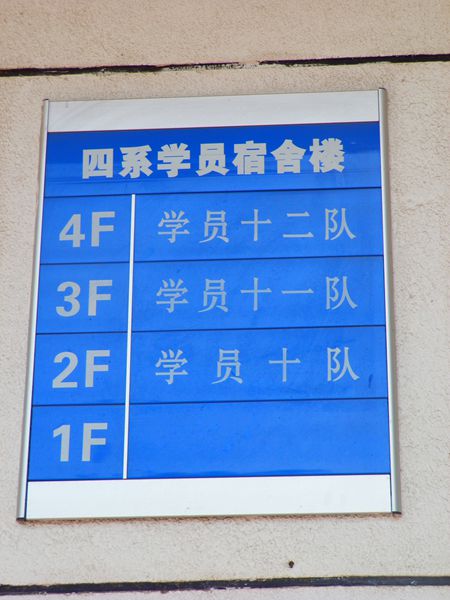 四系学员宿舍楼
4F 学员十二队
3F 学员十一队
2F 学员十队
1F